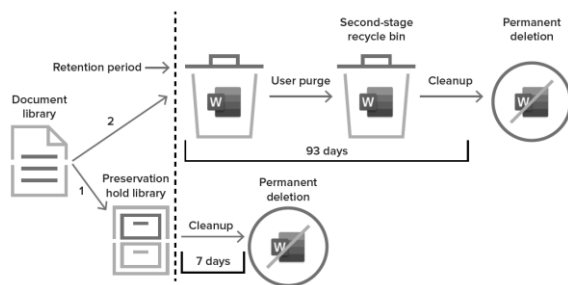 Second-stage
recycle bin
Permanent
deletion
Retention period
User purge
Cleanup
W
W
W
Document
library
2
93 days
1
Preservation
hold library
Permanent
deletion
Cleanup
W
7 days